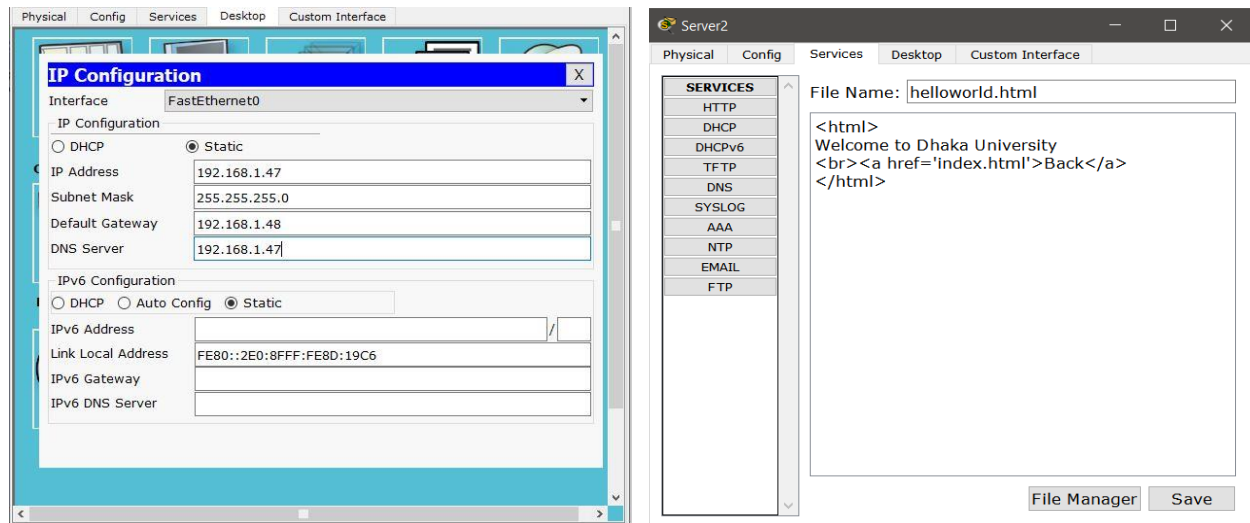 Physical Config Services Desktop Custom Interface
IP Configuration X
Interface FastEthernet0
IP Configuration
DHCP Static
IP Address 192.168.1.47
Subnet Mask 255.255.255.0
Default Gateway 192.168.1.48
DNS Server 192.168.1.47
IPv6 Configuration
DHCP Auto Config Static
IPv6 Address /
Link Local Address FE80::2E0:8FFF:FE8D:19C6
IPv6 Gateway
IPv6 DNS Server
Server2
Physical Config Services Desktop Custom Interface
SERVICES
HTTP
DHCP
DHCPv6
TFTP
DNS
SYSLOG
AAA
NTP
EMAIL
FTP
File Name: helloworld.html
<html>
Welcome to Dhaka University
<br><a href='index.html'>Back</a>
</html>
File Manager Save